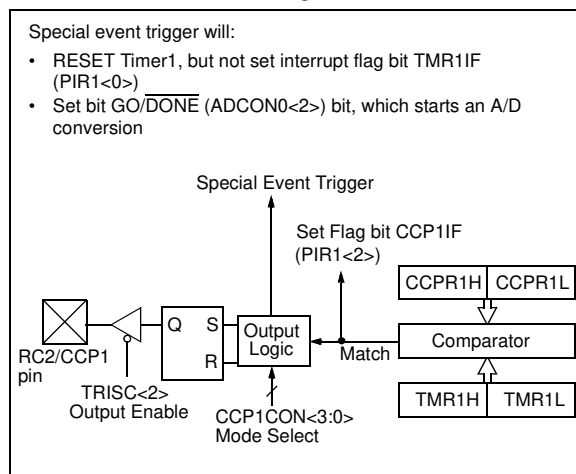 Special event trigger will:
• RESET Timer1, but not set interrupt flag bit TMR1IF
(PIR1<0>)
• Set bit GO/DONE (ADCON0<2>) bit, which starts an A/D
conversion
Special Event Trigger
Set Flag bit CCP1IF
(PIR1<2>)
CCPR1H CCPR1L
Q S
R
Output
Logic
Match
Comparator
RC2/CCP1
pin
TRISC<2>
Output Enable
CCP1CON<3:0>
Mode Select
TMR1H TMR1L